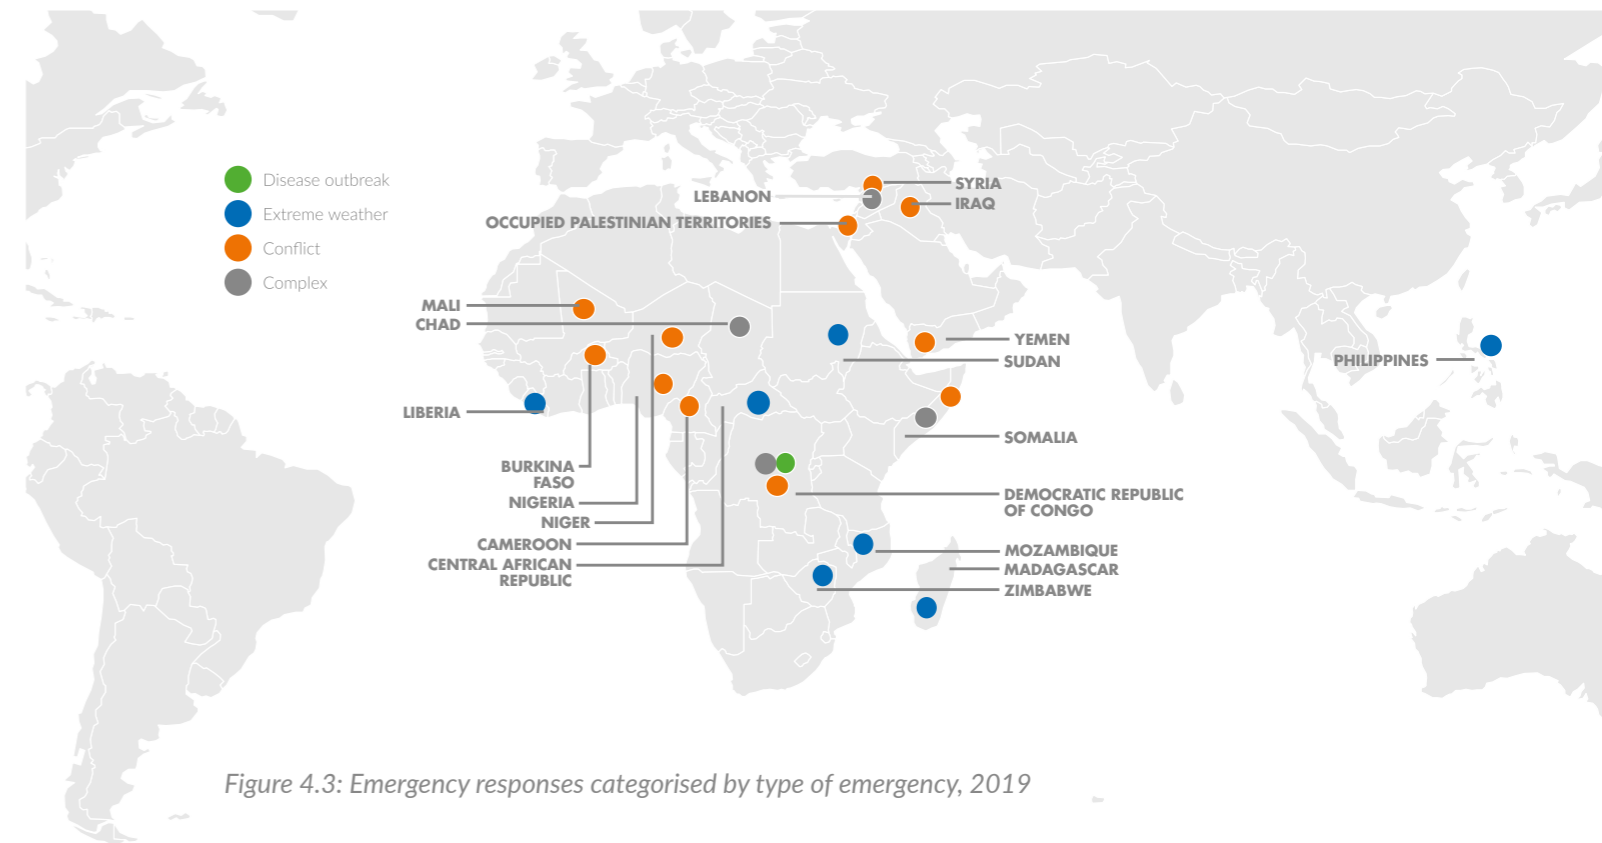 Disease outbreak
Extreme weather
Conflict
Complex
LEBANON
SYRIA
IRAQ
OCCUPIED PALESTINIAN TERRITORIES
MALI
CHAD
YEMEN
SUDAN
PHILIPPINES
LIBERIA
SOMALIA
BURKINA
FASO
NIGERIA
NIGER
CAMEROON
CENTRAL AFRICAN
REPUBLIC
DEMOCRATIC REPUBLIC
OF CONGO
MOZAMBIQUE
MADAGASCAR
ZIMBABWE
Figure 4.3: Emergency responses categorised by type of emergency, 2019